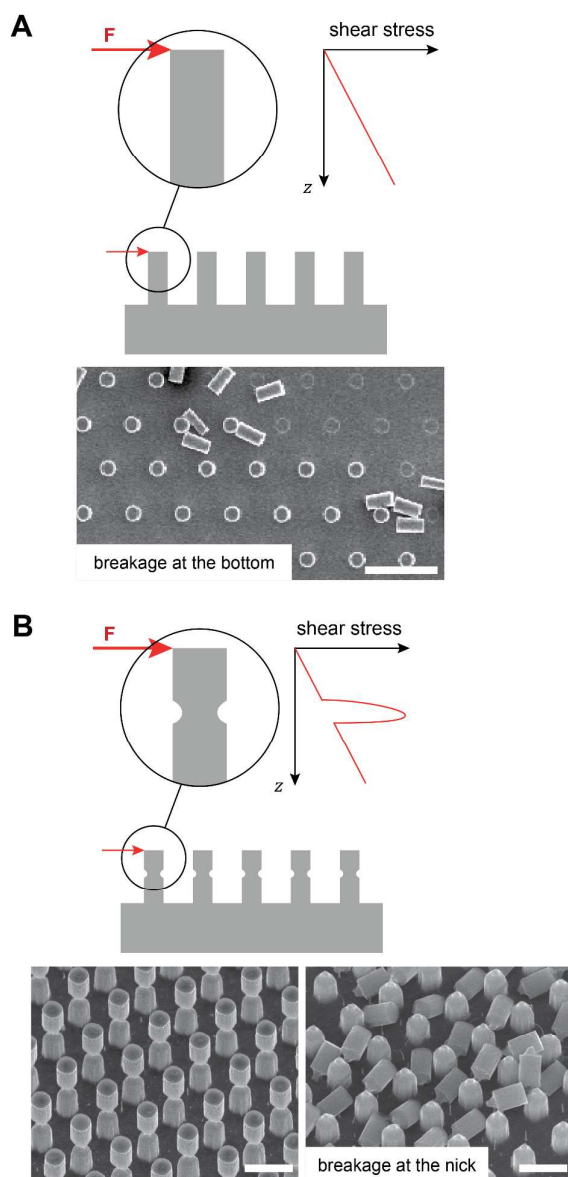 A
F
shear stress
z
breakage at the bottom
B
F
shear stress
z
breakage at the nick